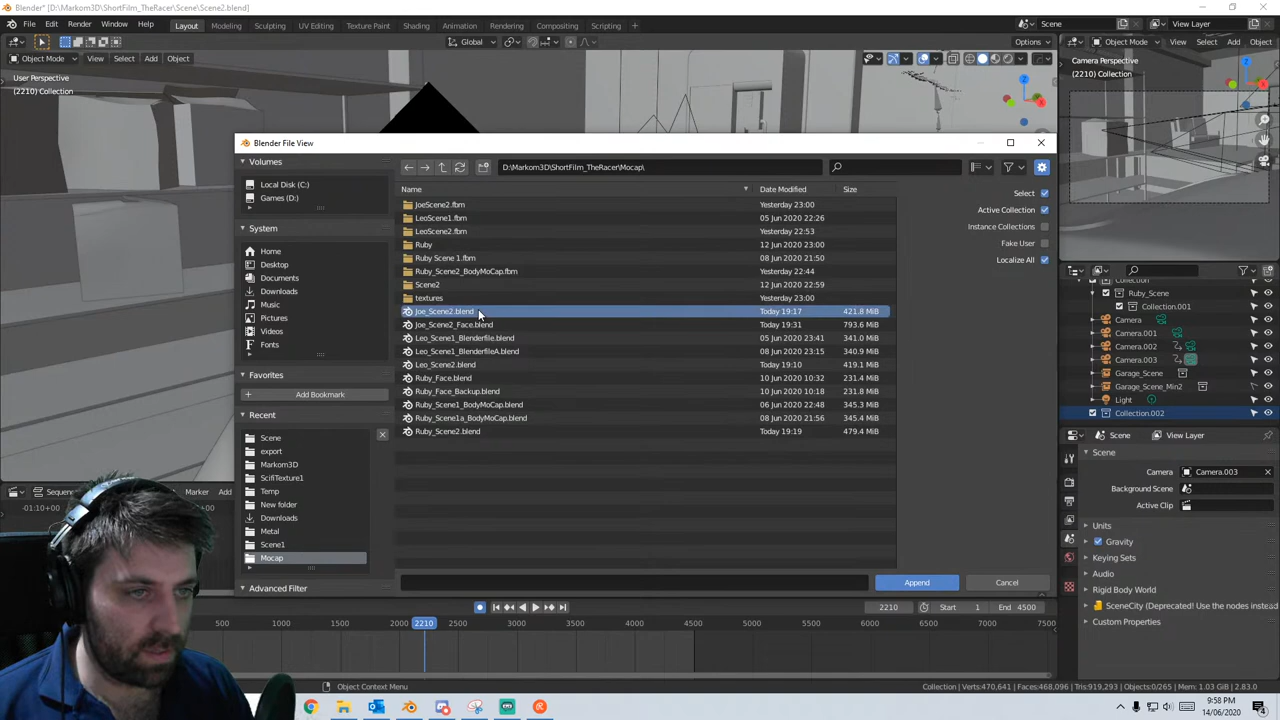 Blender* [D:\Markom3D\ShortFilm_TheRacer\Scene\Scene2.blend]
File Edit Render Window Help Layout Modeling Sculpting UV Editing Texture Paint Shading Animation Rendering Compositing Scripting Scene View Layer
Object Mode View Select Add Object Global Options Object Mode View Select Add Object
User Perspective
(2210) Collection
Camera Perspective
(2210) Collection
Blender File View
Volumes
Local Disk (C:)
Games (D:)
System
Home
Desktop
Documents
Downloads
Music
Pictures
Videos
Fonts
Favorites
Add Bookmark
Recent
Scene
export
Markom3D
ScifiTexture1
Temp
New folder
Downloads
Metal
Scene1
Mocap
Advanced Filter
D:\Markom3D\ShortFilm_TheRacer\Mocap\
Name Date Modified Size
JoeScene2.fbm Yesterday 23:00
LeoScene1.fbm 05 Jun 2020 22:26
LeoScene2.fbm Yesterday 22:53
Ruby 12 Jun 2020 23:00
Ruby Scene 1.fbm 08 Jun 2020 21:50
Ruby_Scene2_BodyMoCap.fbm Yesterday 22:44
Scene2 12 Jun 2020 22:59
textures Yesterday 23:00
Joe_Scene2.blend Today 19:17 421.8 MiB
Joe_Scene2_Face.blend Today 19:31 793.6 MiB
Leo_Scene1_Blenderfile.blend 05 Jun 2020 23:41 341.0 MiB
Leo_Scene1_BlenderfileA.blend 08 Jun 2020 23:15 340.9 MiB
Leo_Scene2.blend Today 19:10 419.1 MiB
Ruby_Face.blend 10 Jun 2020 10:32 231.4 MiB
Ruby_Face_Backup.blend 10 Jun 2020 10:18 231.8 MiB
Ruby_Scene1_BodyMoCap.blend 06 Jun 2020 22:48 345.3 MiB
Ruby_Scene1a_BodyMoCap.blend 08 Jun 2020 21:56 345.4 MiB
Ruby_Scene2.blend Today 19:19 479.4 MiB
Select
Active Collection
Instance Collections
Fake User
Localize All
Append Cancel
Collection
Ruby_Scene
Collection.001
Camera
Camera.001
Camera.002
Camera.003
Garage_Scene
Garage_Scene_Min2
Light
Collection.002
Scene View Layer
Scene
Camera Camera.003
Background Scene
Active Clip
Units
Gravity
Keying Sets
Audio
Rigid Body World
SceneCity (Deprecated! Use the nodes instead
Custom Properties
Marker Add
-01:10+00
2210 Start 1 End 4500
500 1000 1500 2000 2210 2500 3000 3500 4000 4500 5000 5500 6000 6500 7000 7500
Object Context Menu
Collection | Verts:470,641 | Faces:468,096 | Tris:919,293 | Objects:0/265 | Mem: 1.03 GiB | 2.83.0
9:58 PM
14/06/2020
4